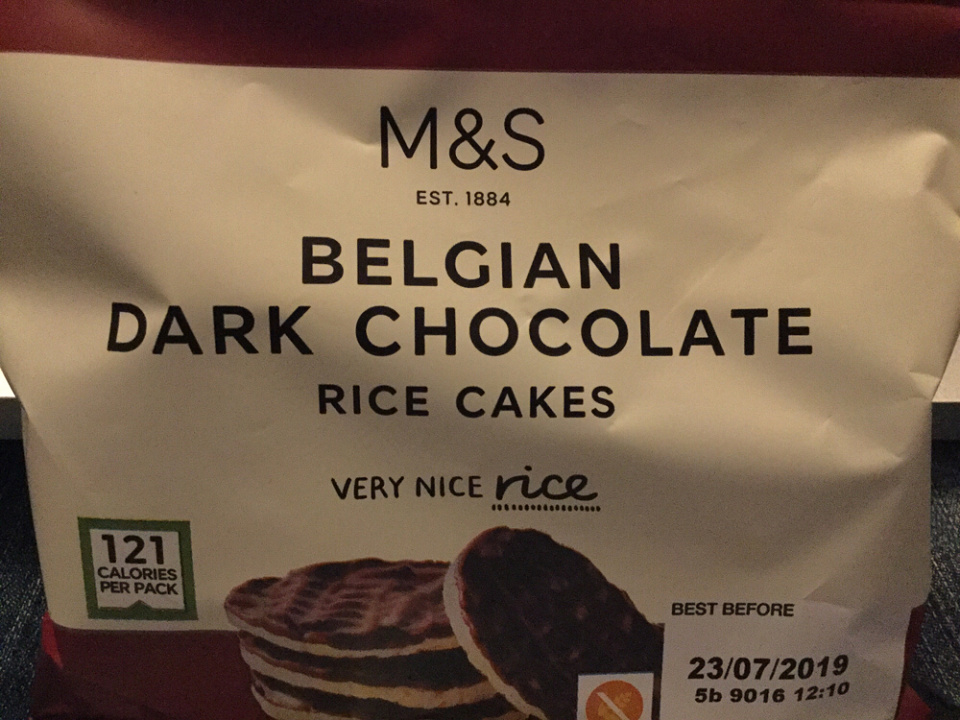 M&S
EST. 1884
BELGIAN
DARK CHOCOLATE
RICE CAKES
VERY NICE rice
121
CALORIES
PER PACK
BEST BEFORE
23/07/2019
5b 9016 12:10